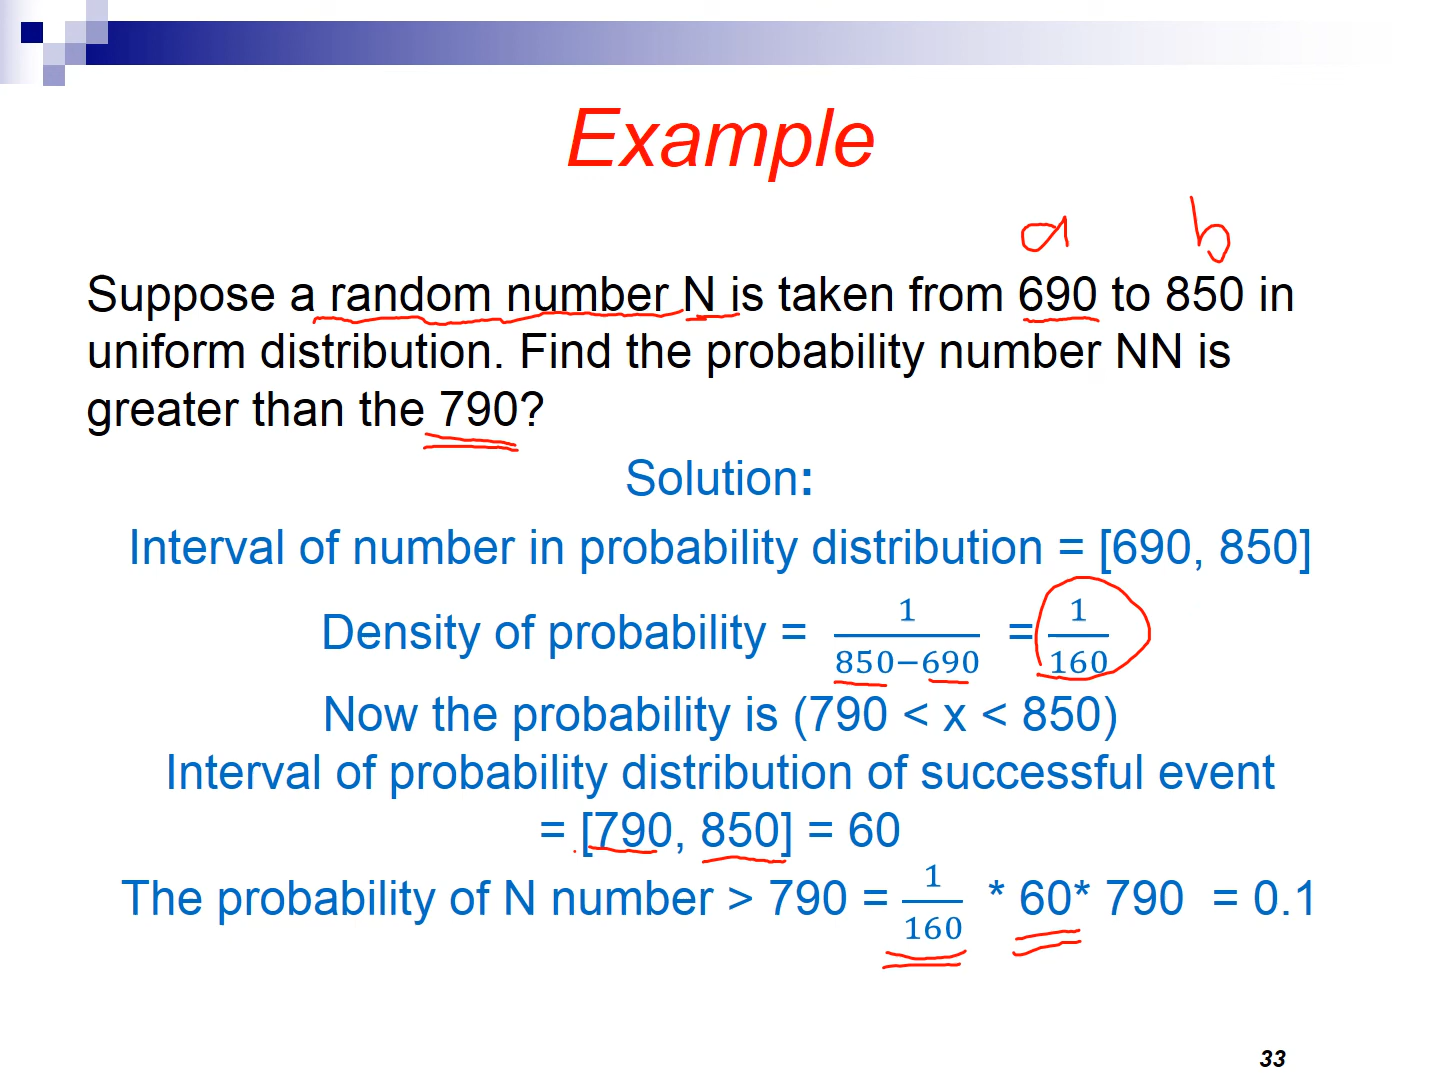 Example
a b
Suppose a random number N is taken from 690 to 850 in
uniform distribution. Find the probability number NN is
greater than the 790?
Solution:
Interval of number in probability distribution = [690, 850]
Density of probability = 1/850−690 = 1/160
Now the probability is (790 < x < 850)
Interval of probability distribution of successful event
= [790, 850] = 60
The probability of N number > 790 = 1/160 * 60* 790 = 0.1
33